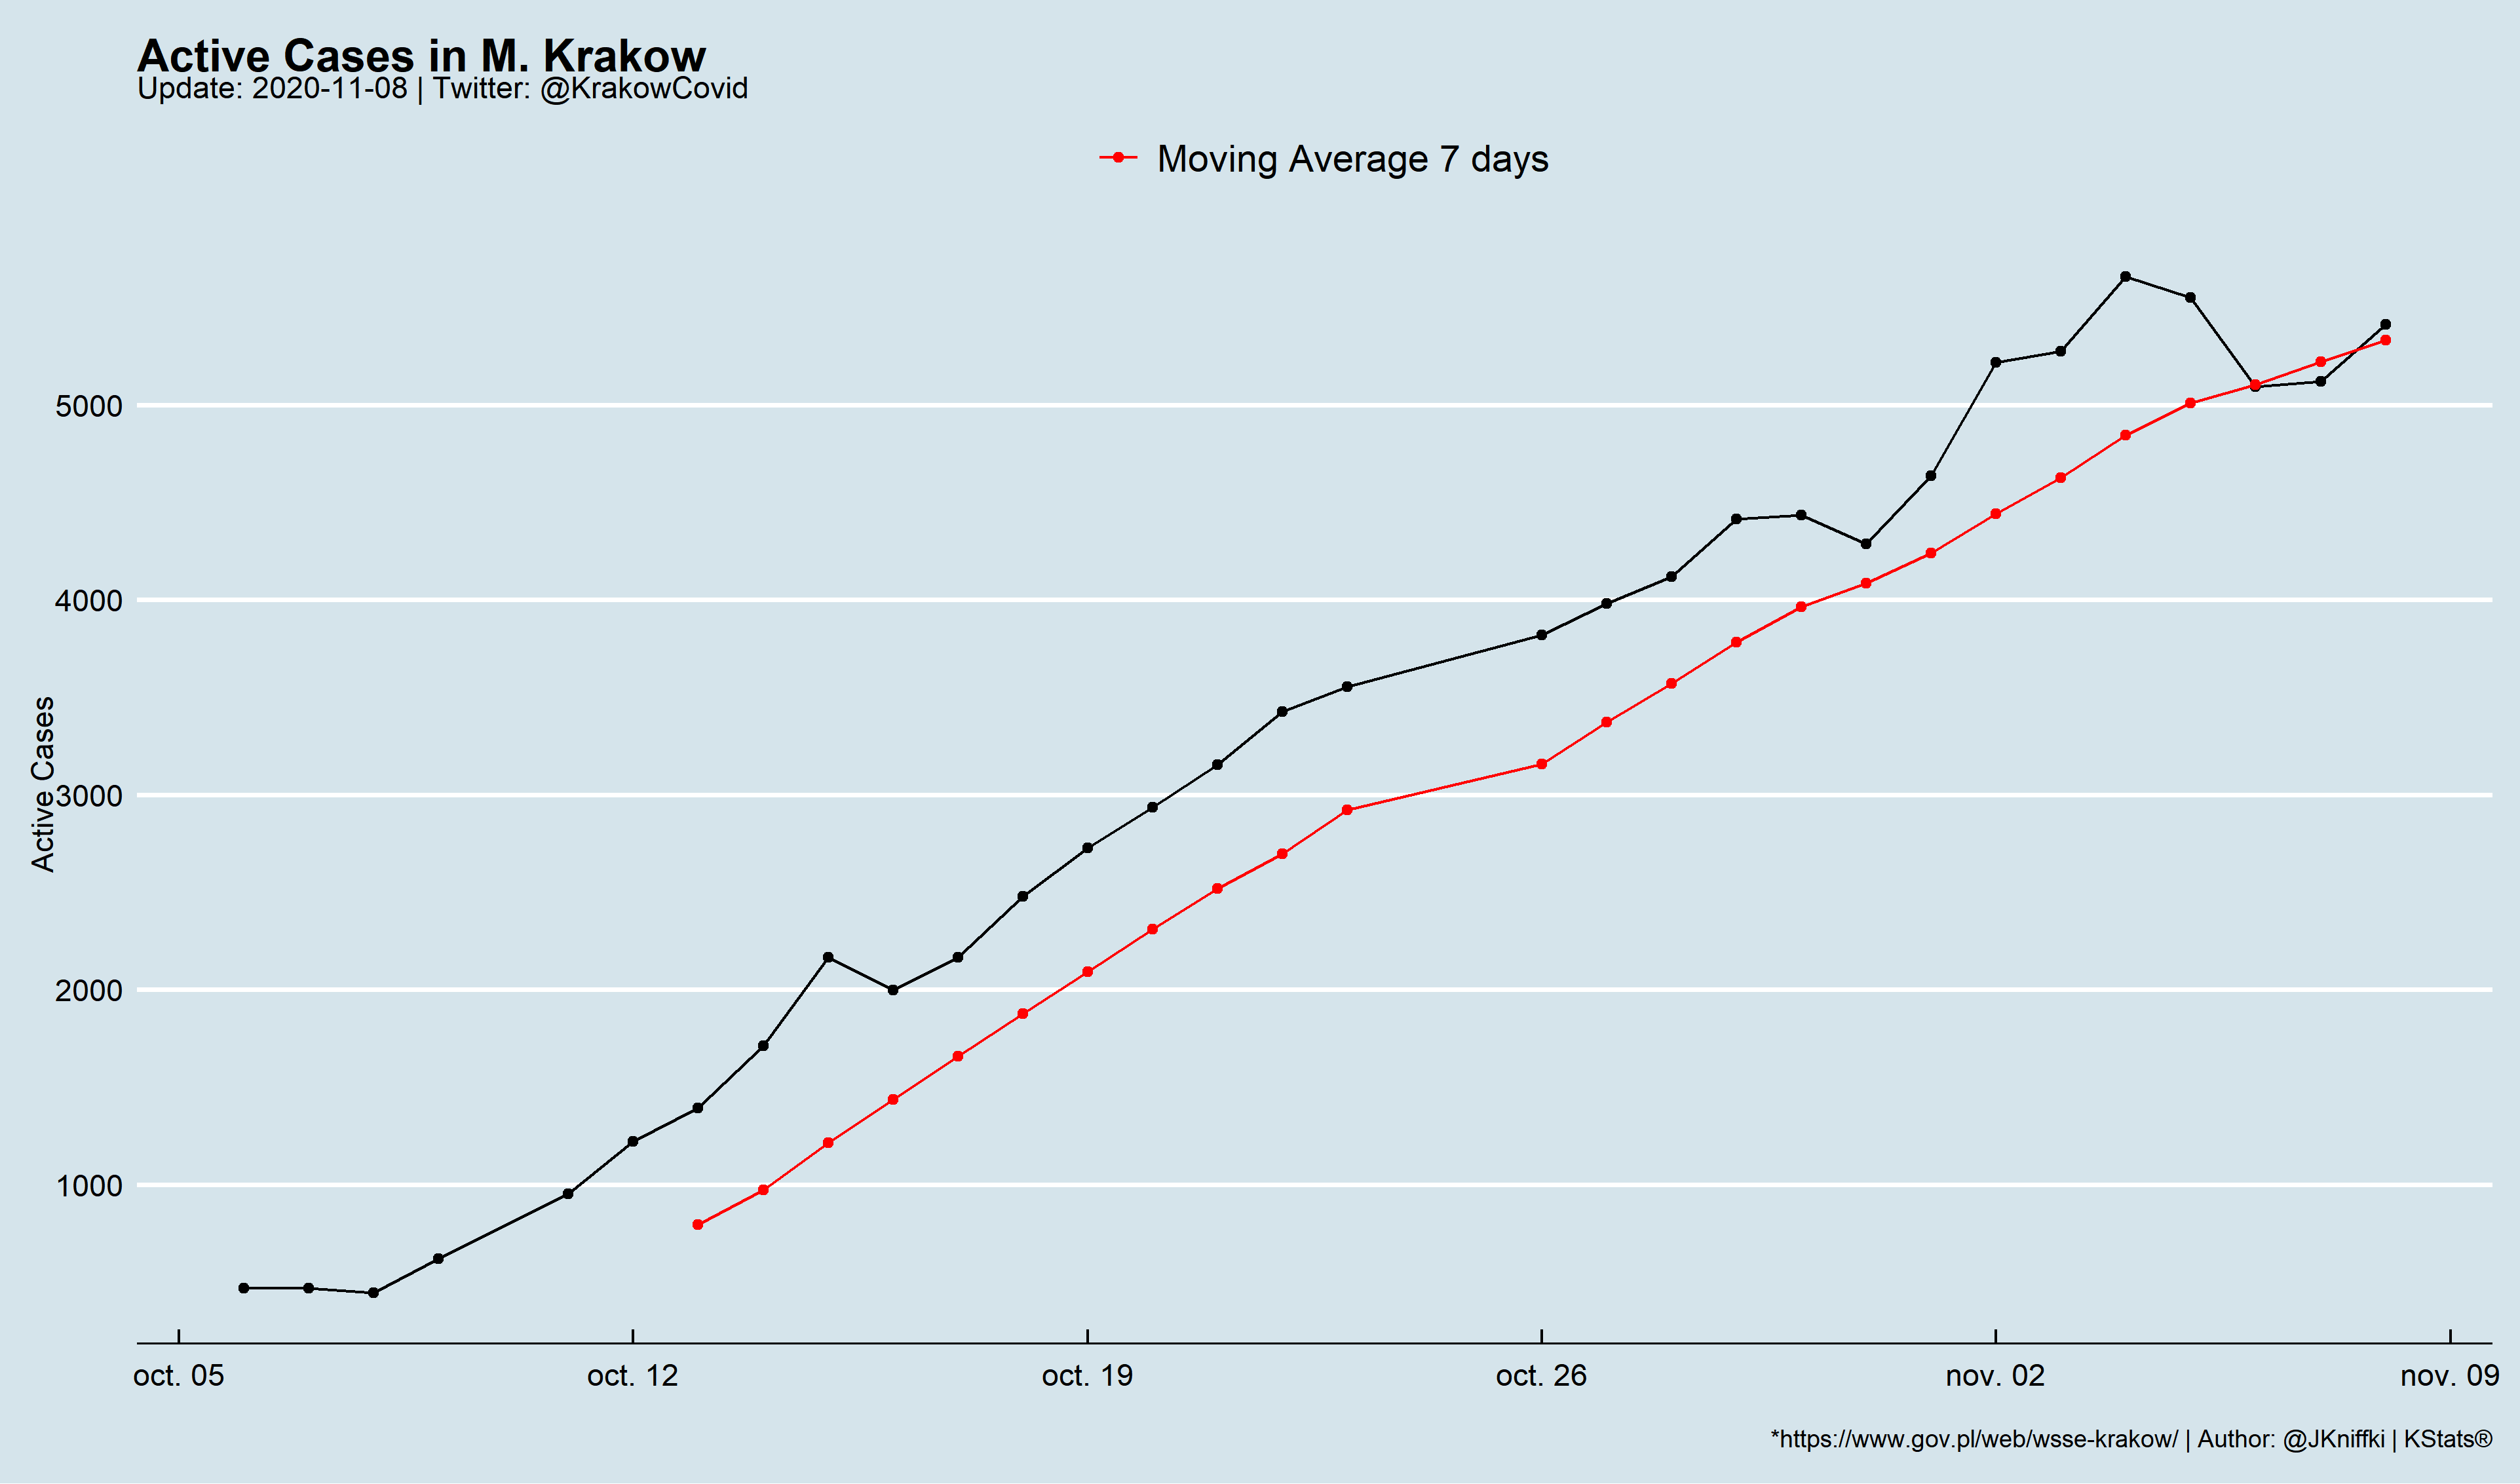 Active Cases in M. Krakow
Update: 2020-11-08 | Twitter: @KrakowCovid
Moving Average 7 days
Active Cases
5000
4000
3000
2000
1000
oct. 05
oct. 12
oct. 19
oct. 26
nov. 02
nov. 09
*https://www.gov.pl/web/wsse-krakow/ | Author: @JKniffki | KStats®